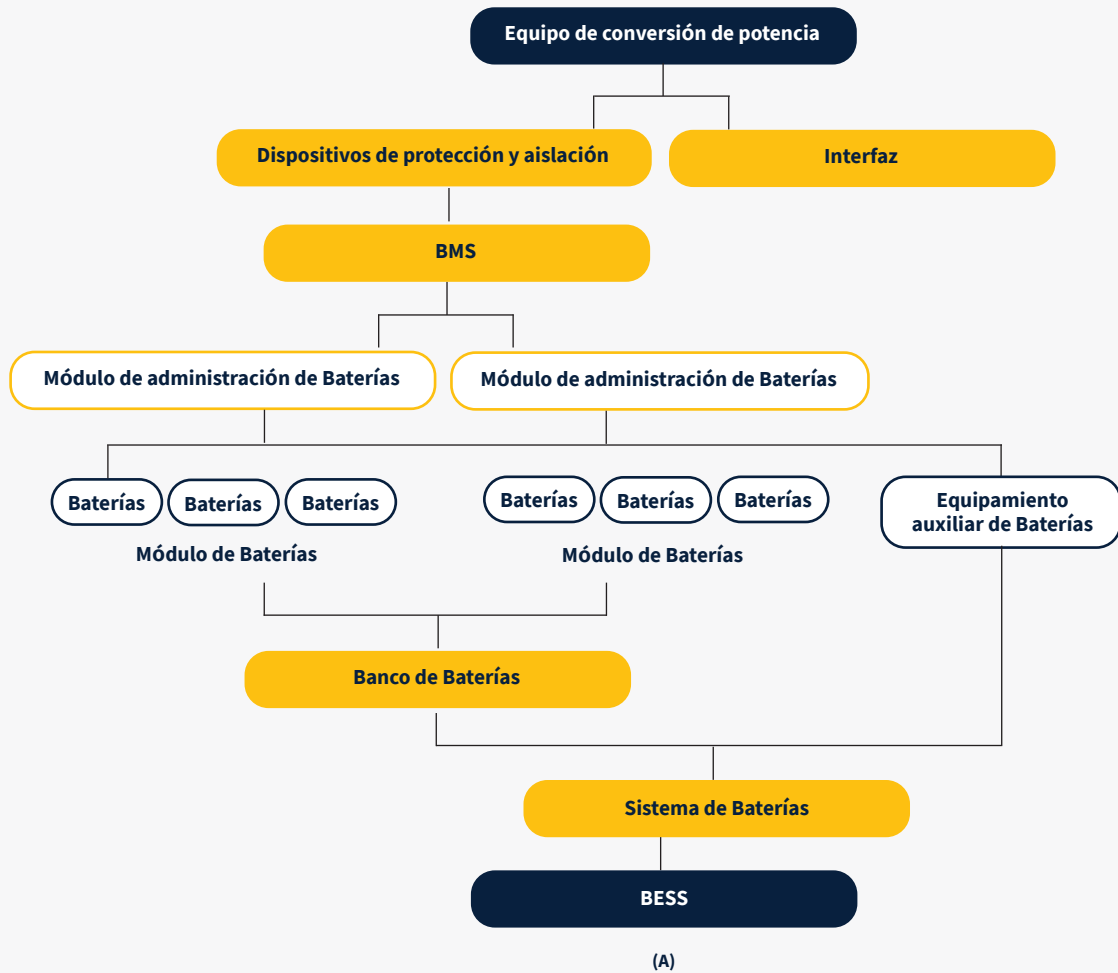 Equipo de conversión de potencia
Dispositivos de protección y aislación
Interfaz
BMS
Módulo de administración de Baterías
Módulo de administración de Baterías
Baterías
Baterías
Baterías
Baterías
Baterías
Baterías
Equipamiento
auxiliar de Baterías
Módulo de Baterías
Módulo de Baterías
Banco de Baterías
Sistema de Baterías
BESS
(A)